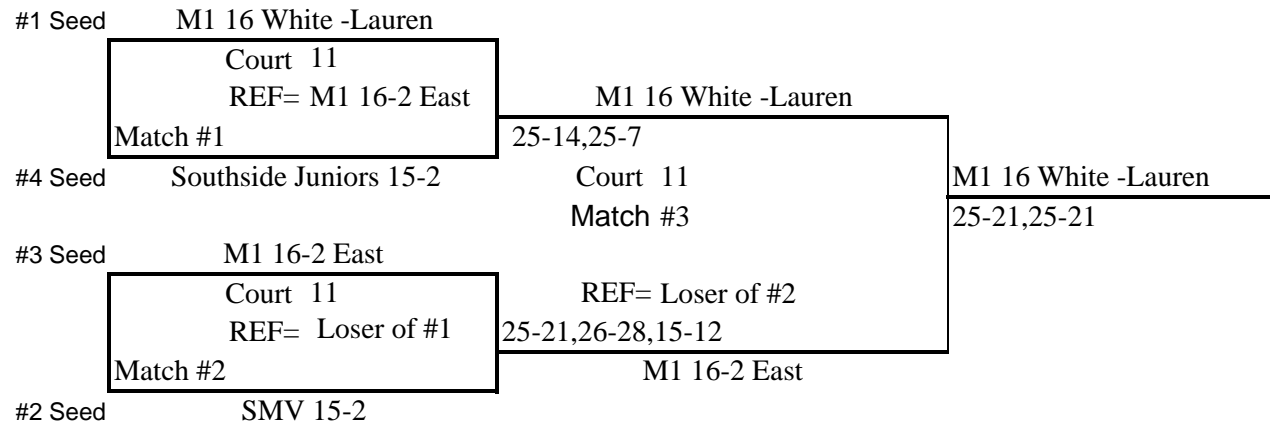 #1 Seed M1 16 White -Lauren
Court 11
REF= M1 16-2 East M1 16 White -Lauren
Match #1 25-14,25-7
#4 Seed Southside Juniors 15-2 Court 11 M1 16 White -Lauren
Match #3 25-21,25-21
#3 Seed M1 16-2 East
Court 11 REF= Loser of #2
REF= Loser of #1 25-21,26-28,15-12
Match #2 M1 16-2 East
#2 Seed SMV 15-2